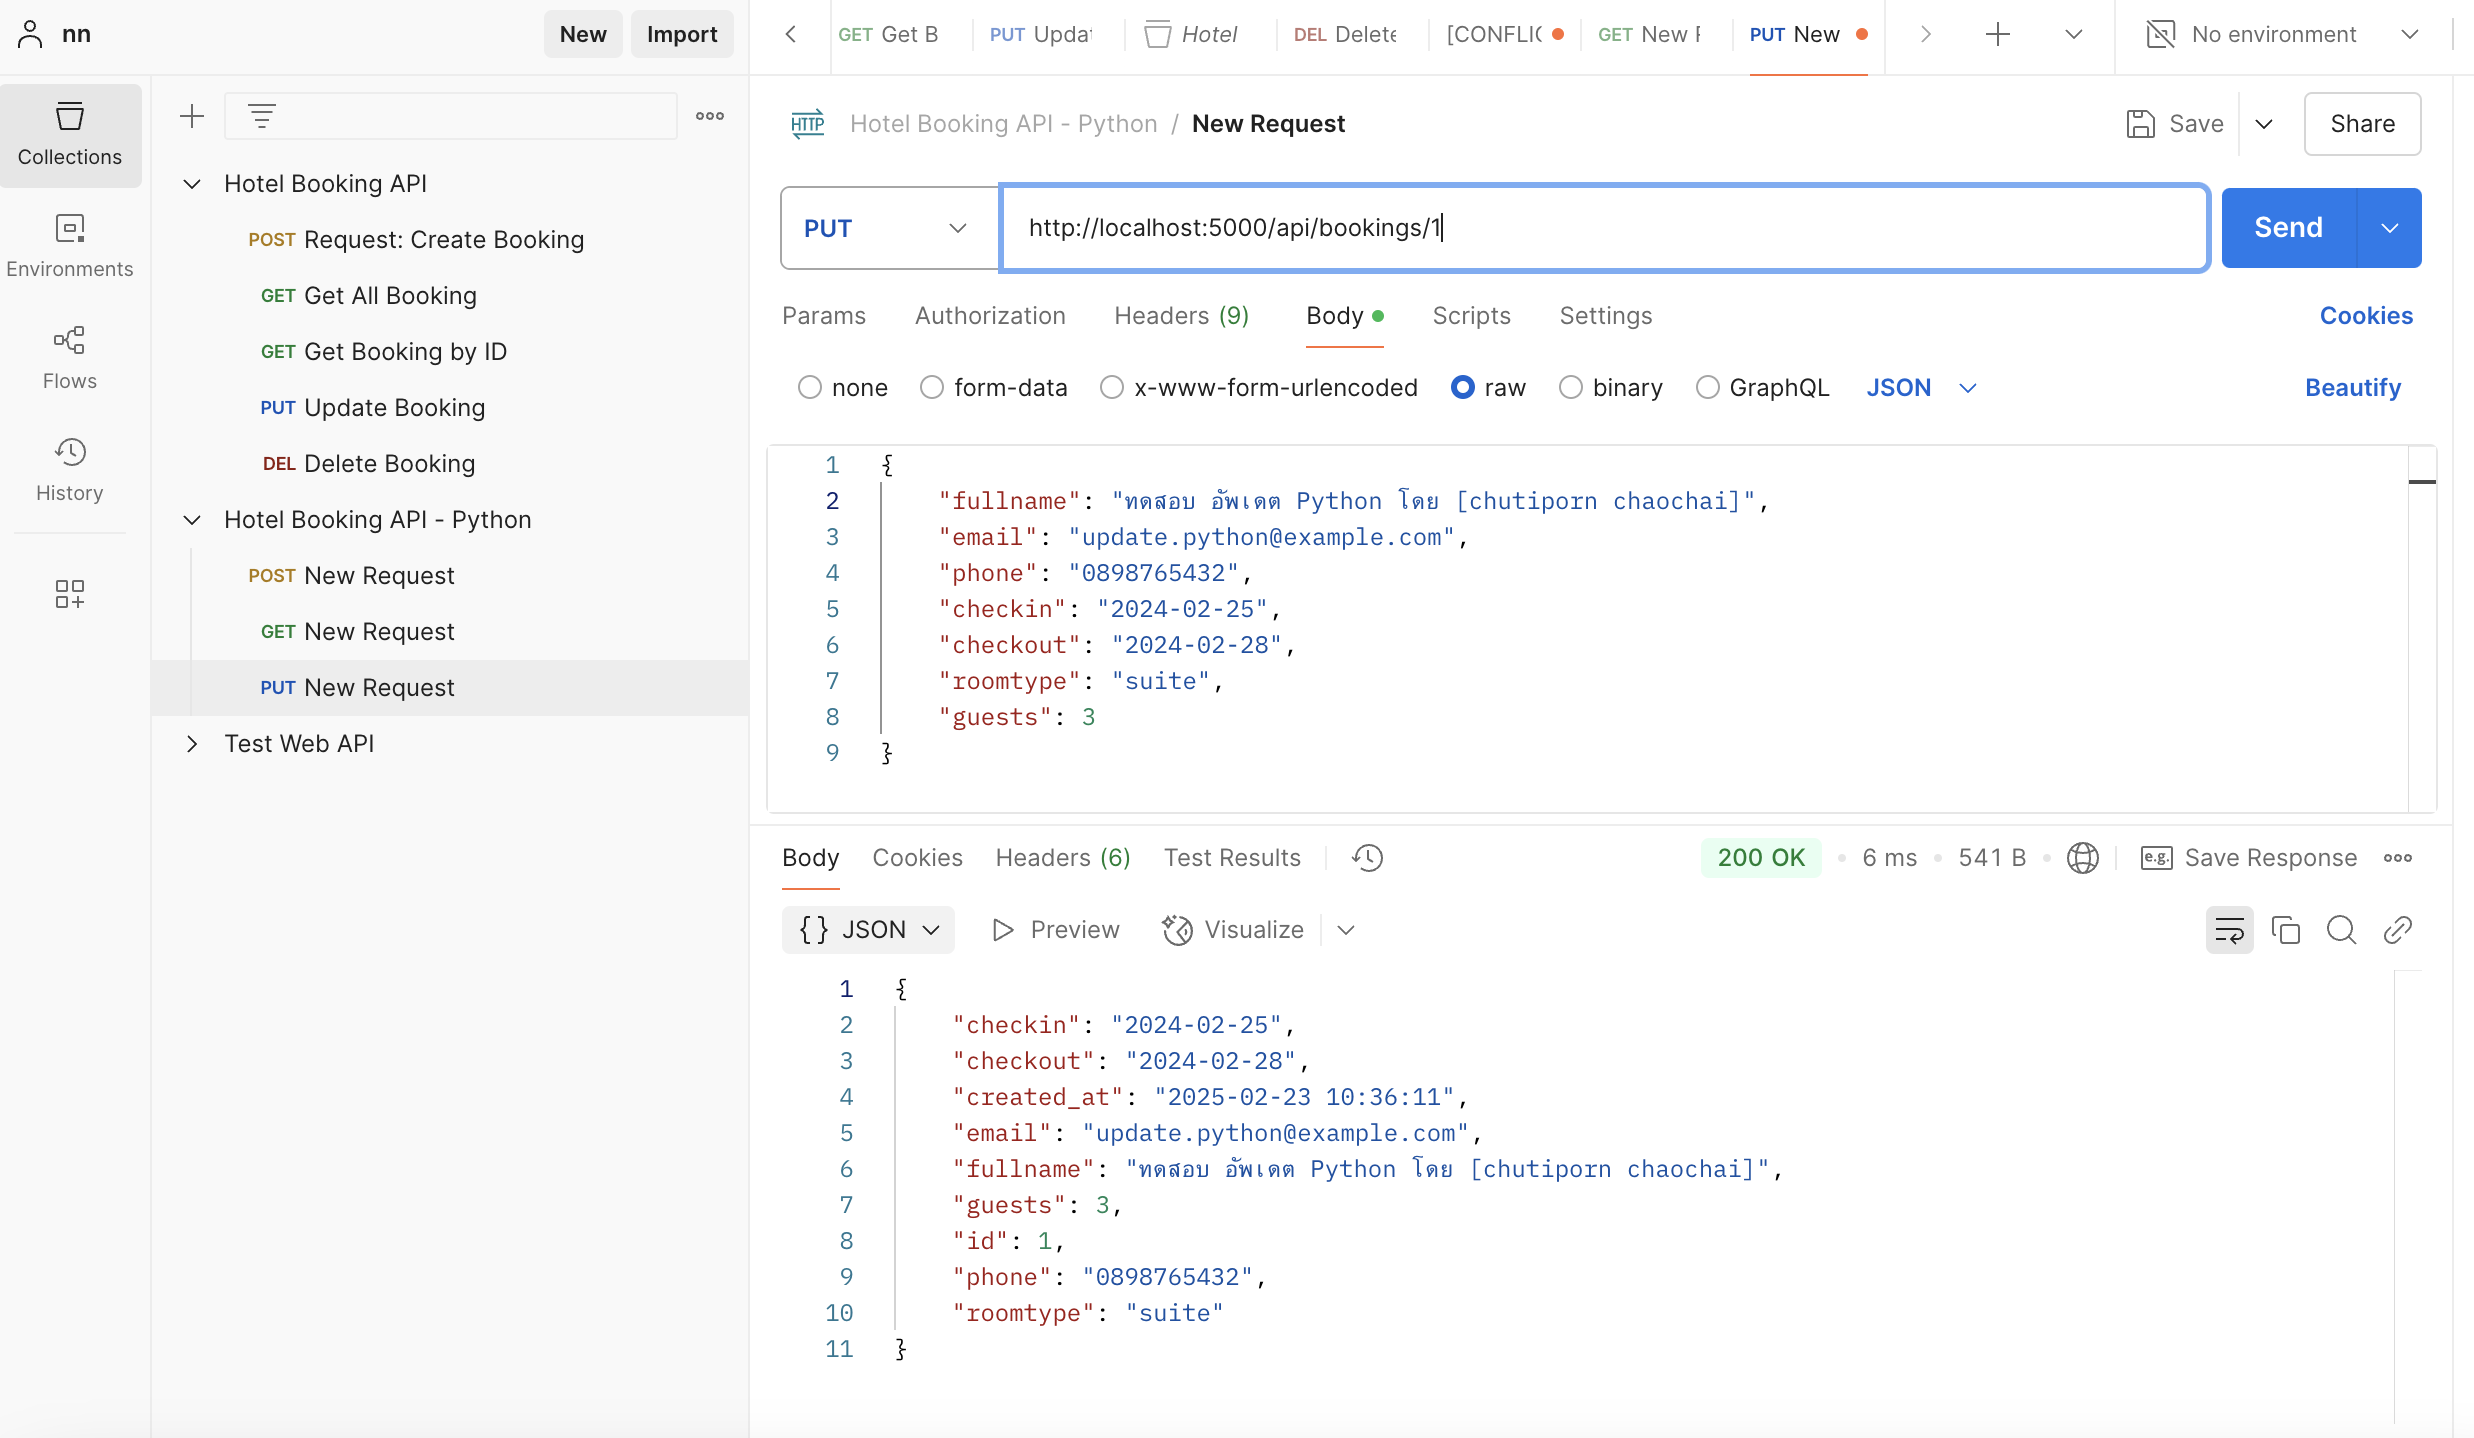 nn
New
Import
GET Get B
PUT Updat
Hotel
DEL Delete
[CONFLIC
GET New R
PUT New
No environment
Collections
Environments
Flows
History
Hotel Booking API
POST Request: Create Booking
GET Get All Booking
GET Get Booking by ID
PUT Update Booking
DEL Delete Booking
Hotel Booking API - Python
POST New Request
GET New Request
PUT New Request
Test Web API
HTTP Hotel Booking API - Python / New Request
Save
Share
PUT
http://localhost:5000/api/bookings/1
Send
Params Authorization Headers (9) Body Scripts Settings
Cookies
none form-data x-www-form-urlencoded raw binary GraphQL JSON
Beautify
1 {
2 "fullname": "ทดสอบ อัพเดต Python โดย [chutiporn chaochai]",
3 "email": "update.python@example.com",
4 "phone": "0898765432",
5 "checkin": "2024-02-25",
6 "checkout": "2024-02-28",
7 "roomtype": "suite",
8 "guests": 3
9 }
Body Cookies Headers (6) Test Results
200 OK • 6 ms • 541 B •
e.g. Save Response
{} JSON
Preview
Visualize
1 {
2 "checkin": "2024-02-25",
3 "checkout": "2024-02-28",
4 "created_at": "2025-02-23 10:36:11",
5 "email": "update.python@example.com",
6 "fullname": "ทดสอบ อัพเดต Python โดย [chutiporn chaochai]",
7 "guests": 3,
8 "id": 1,
9 "phone": "0898765432",
10 "roomtype": "suite"
11 }